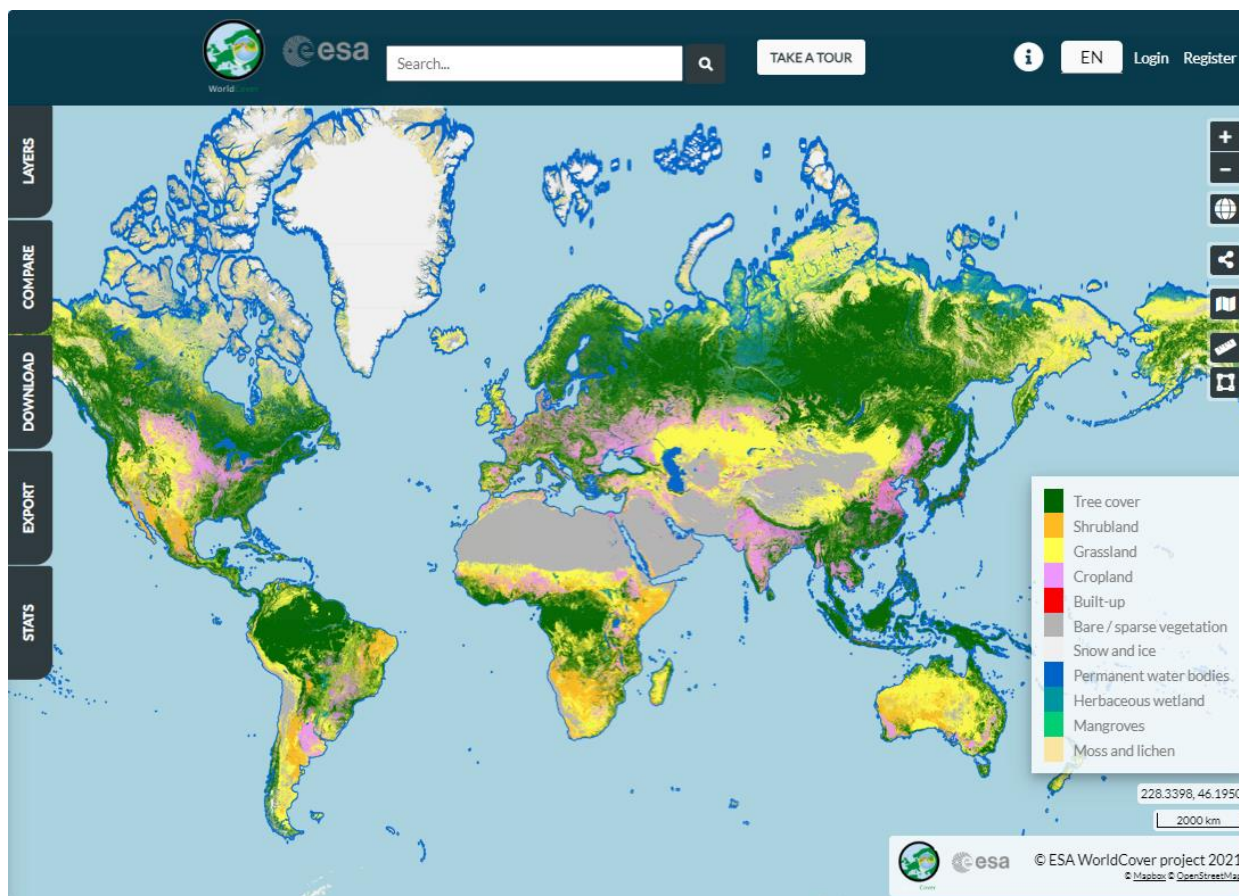 WorldCover
esa
Search...
TAKE A TOUR
EN
Login
Register
LAYERS
COMPARE
DOWNLOAD
EXPORT
STATS
Tree cover
Shrubland
Grassland
Cropland
Built-up
Bare / sparse vegetation
Snow and ice
Permanent water bodies
Herbaceous wetland
Mangroves
Moss and lichen
228.3398, 46.1950
2000 km
Cover
esa
© ESA WorldCover project 2021
© Mapbox © OpenStreetMap